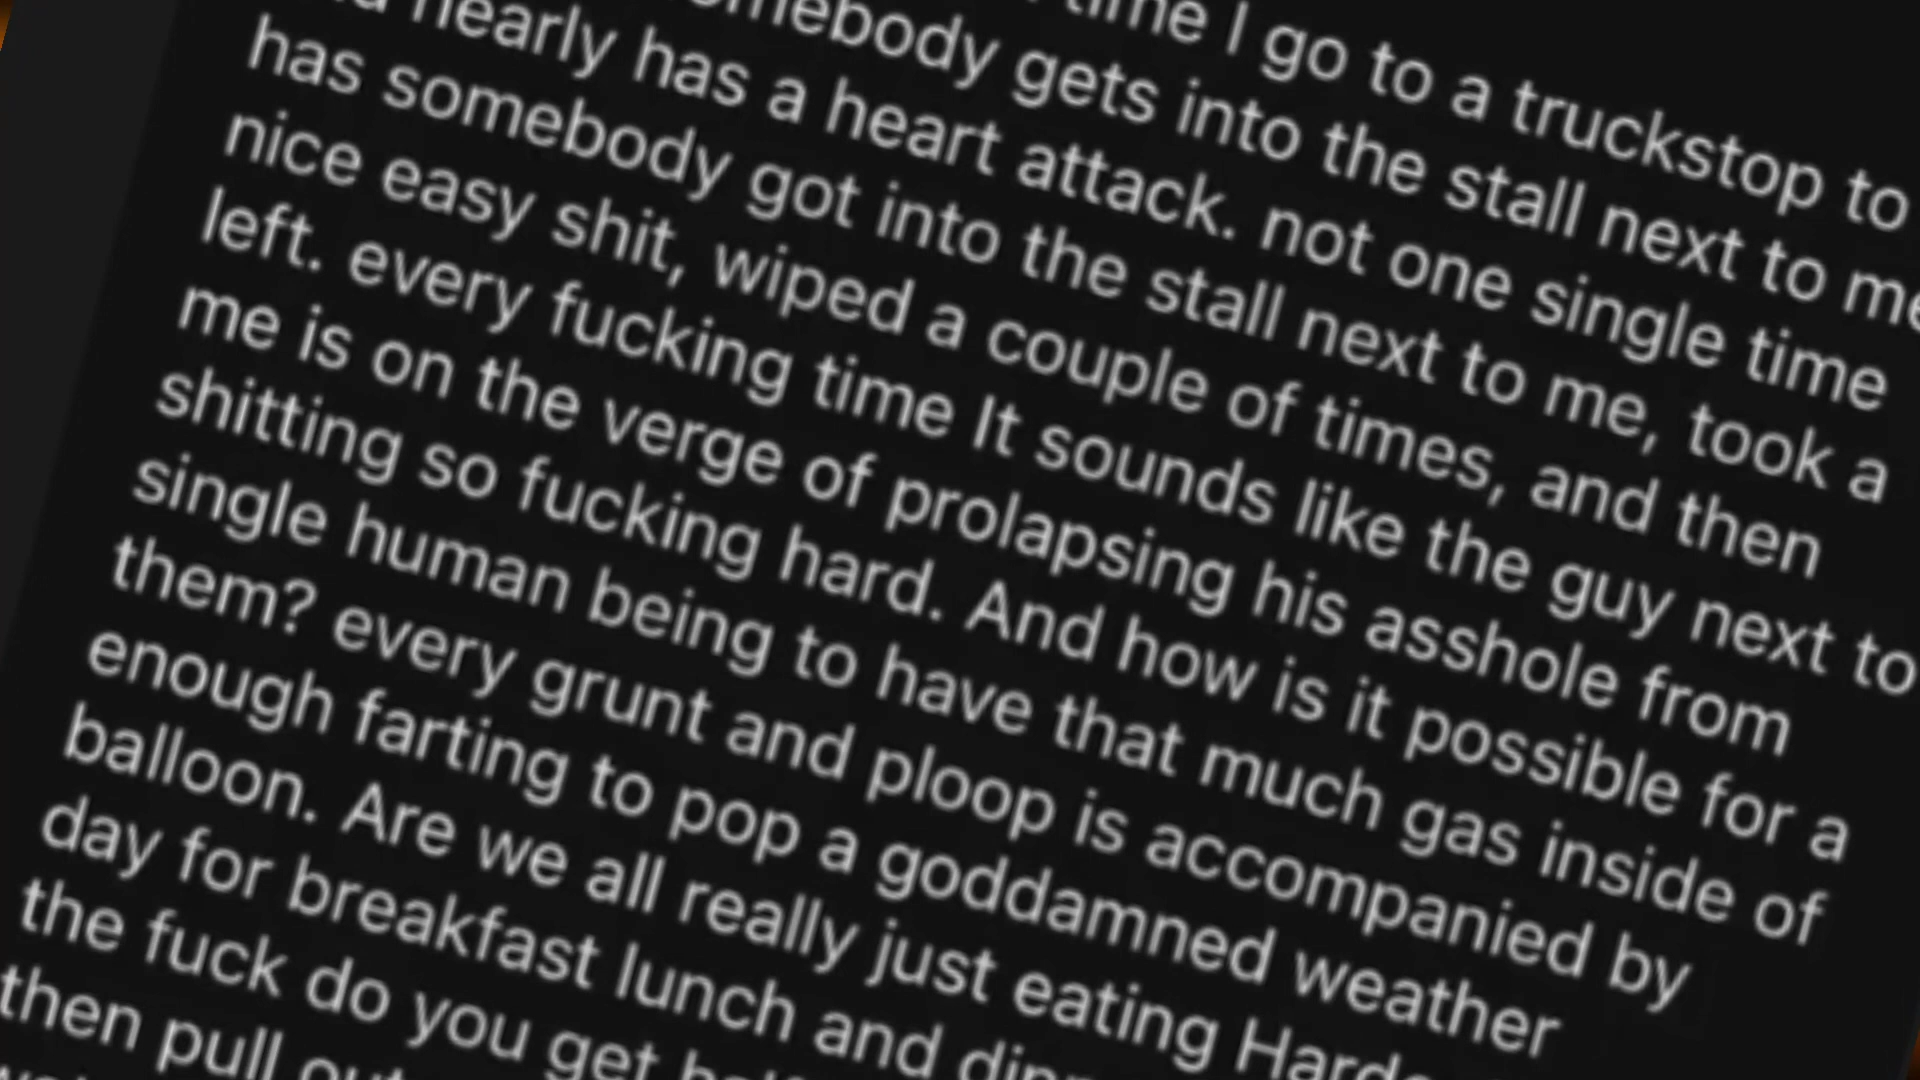 time I go to a truckstop to
somebody gets into the stall next to me
nearly has a heart attack. not one single time
has somebody got into the stall next to me, took a
nice easy shit, wiped a couple of times, and then
left. every fucking time It sounds like the guy next to
me is on the verge of prolapsing his asshole from
shitting so fucking hard. And how is it possible for a
single human being to have that much gas inside of
them? every grunt and ploop is accompanied by
enough farting to pop a goddamned weather
balloon. Are we all really just eating
day for breakfast lunch and
the fuck do you get
then pull out